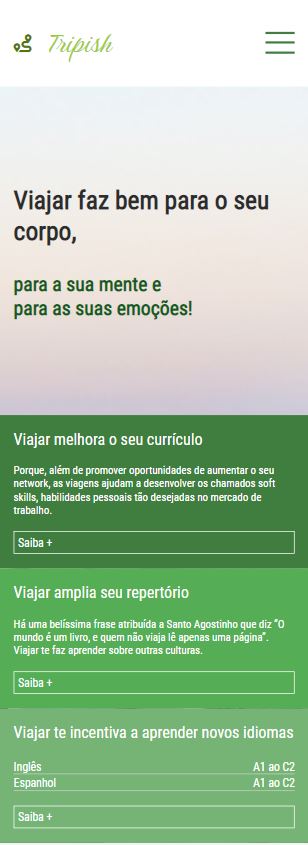 Tripish
Viajar faz bem para o seu
corpo,
para a sua mente e
para as suas emoções!
Viajar melhora o seu currículo
Porque, além de promover oportunidades de aumentar o seu
network, as viagens ajudam a desenvolver os chamados soft
skills, habilidades pessoais tão desejadas no mercado de
trabalho.
Saiba +
Viajar amplia seu repertório
Há uma belíssima frase atribuída a Santo Agostinho que diz “O
mundo é um livro, e quem não viaja lê apenas uma página”.
Viajar te faz aprender sobre outras culturas.
Saiba +
Viajar te incentiva a aprender novos idiomas
Inglês A1 ao C2
Espanhol A1 ao C2
Saiba +